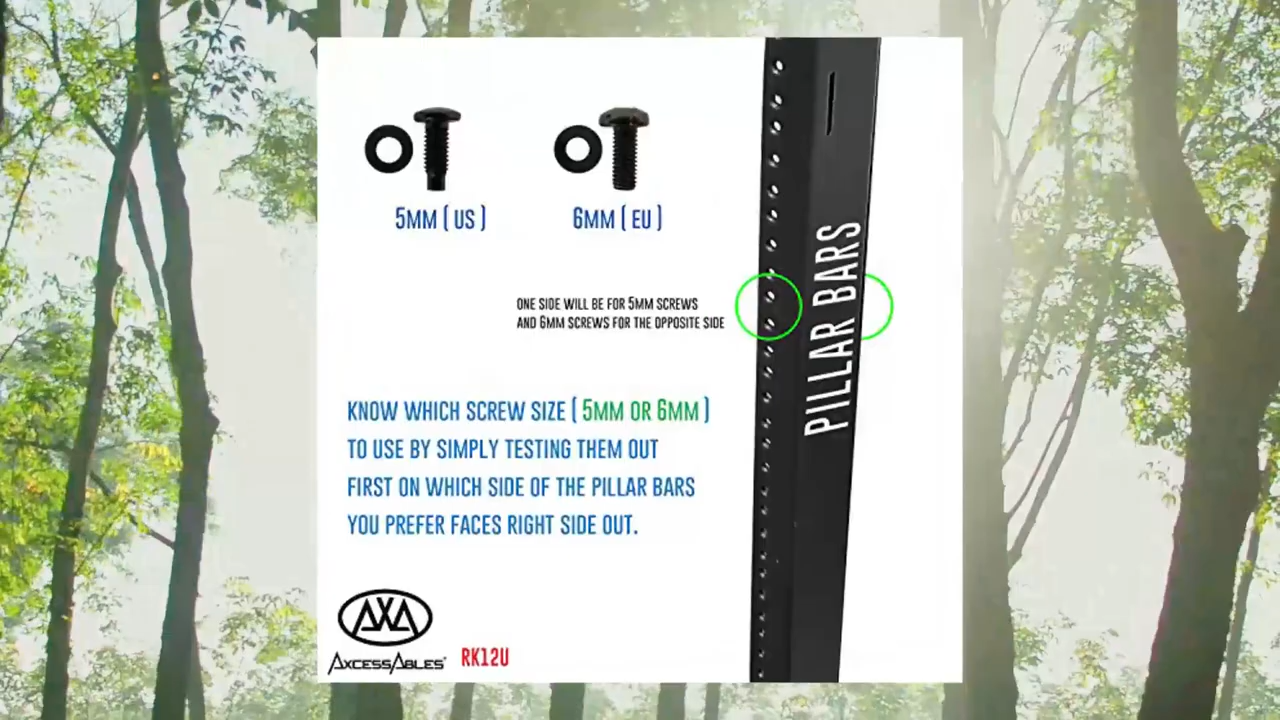 5MM ( US )
6MM ( EU )
ONE SIDE WILL BE FOR 5MM SCREWS
AND 6MM SCREWS FOR THE OPPOSITE SIDE
PILLAR BARS
KNOW WHICH SCREW SIZE ( 5MM OR 6MM )
TO USE BY SIMPLY TESTING THEM OUT
FIRST ON WHICH SIDE OF THE PILLAR BARS
YOU PREFER FACES RIGHT SIDE OUT.
AXA
AXCESSABLES®
RK12U